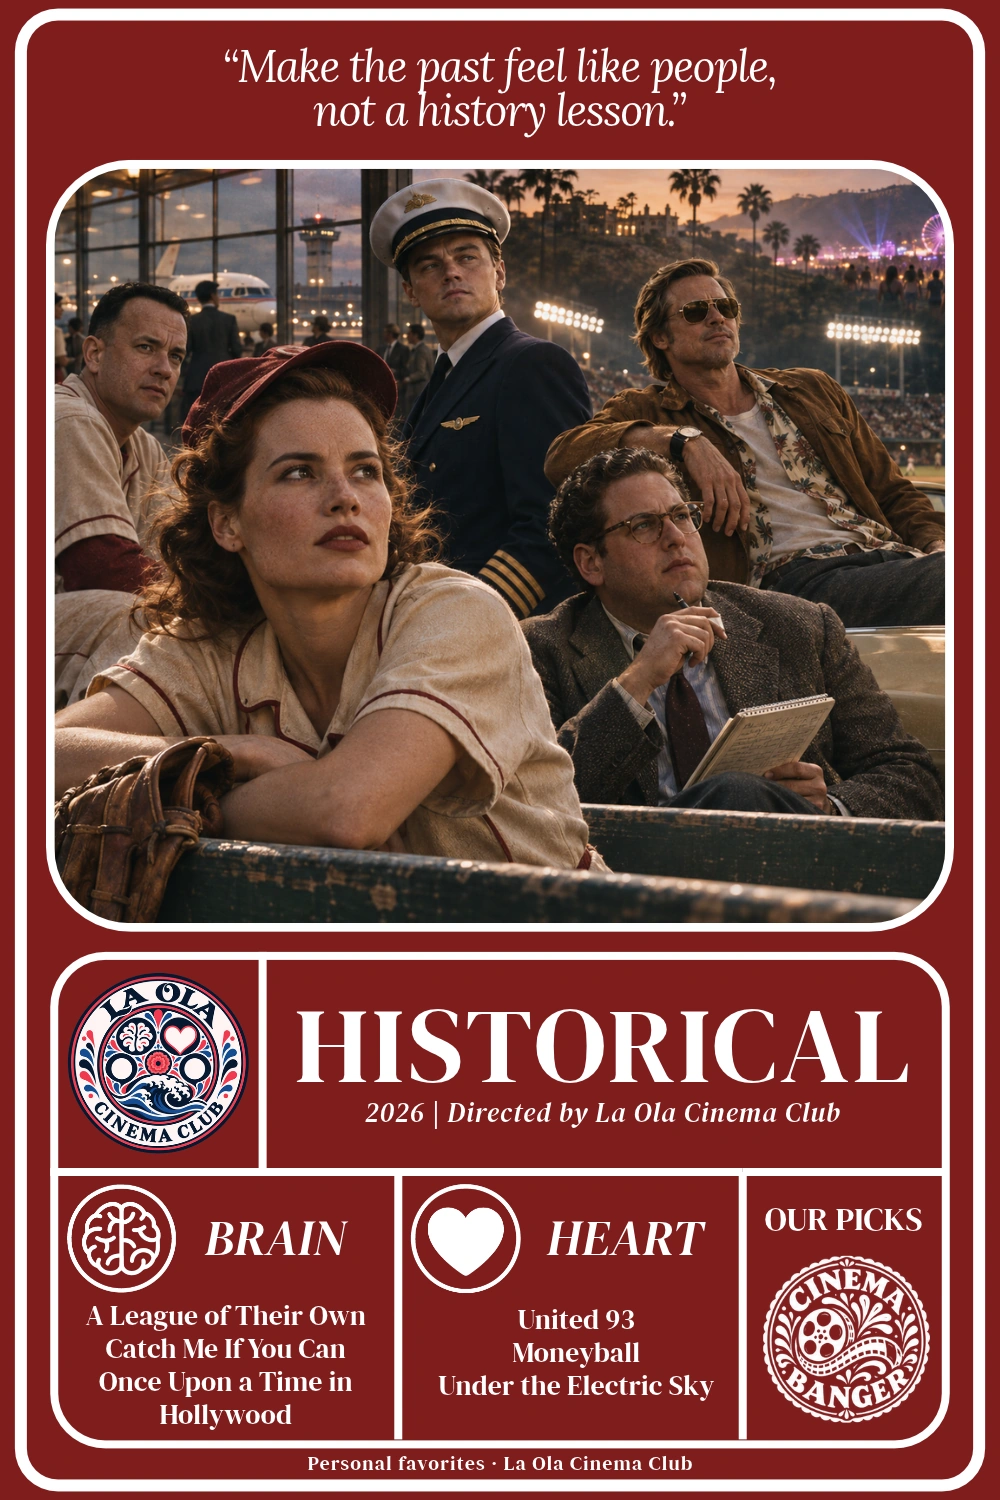 “Make the past feel like people,
not a history lesson.”
LA OLA
CINEMA CLUB
HISTORICAL
2026 | Directed by La Ola Cinema Club
BRAIN
A League of Their Own
Catch Me If You Can
Once Upon a Time in
Hollywood
HEART
United 93
Moneyball
Under the Electric Sky
OUR PICKS
CINEMA
BANGER
Personal favorites · La Ola Cinema Club